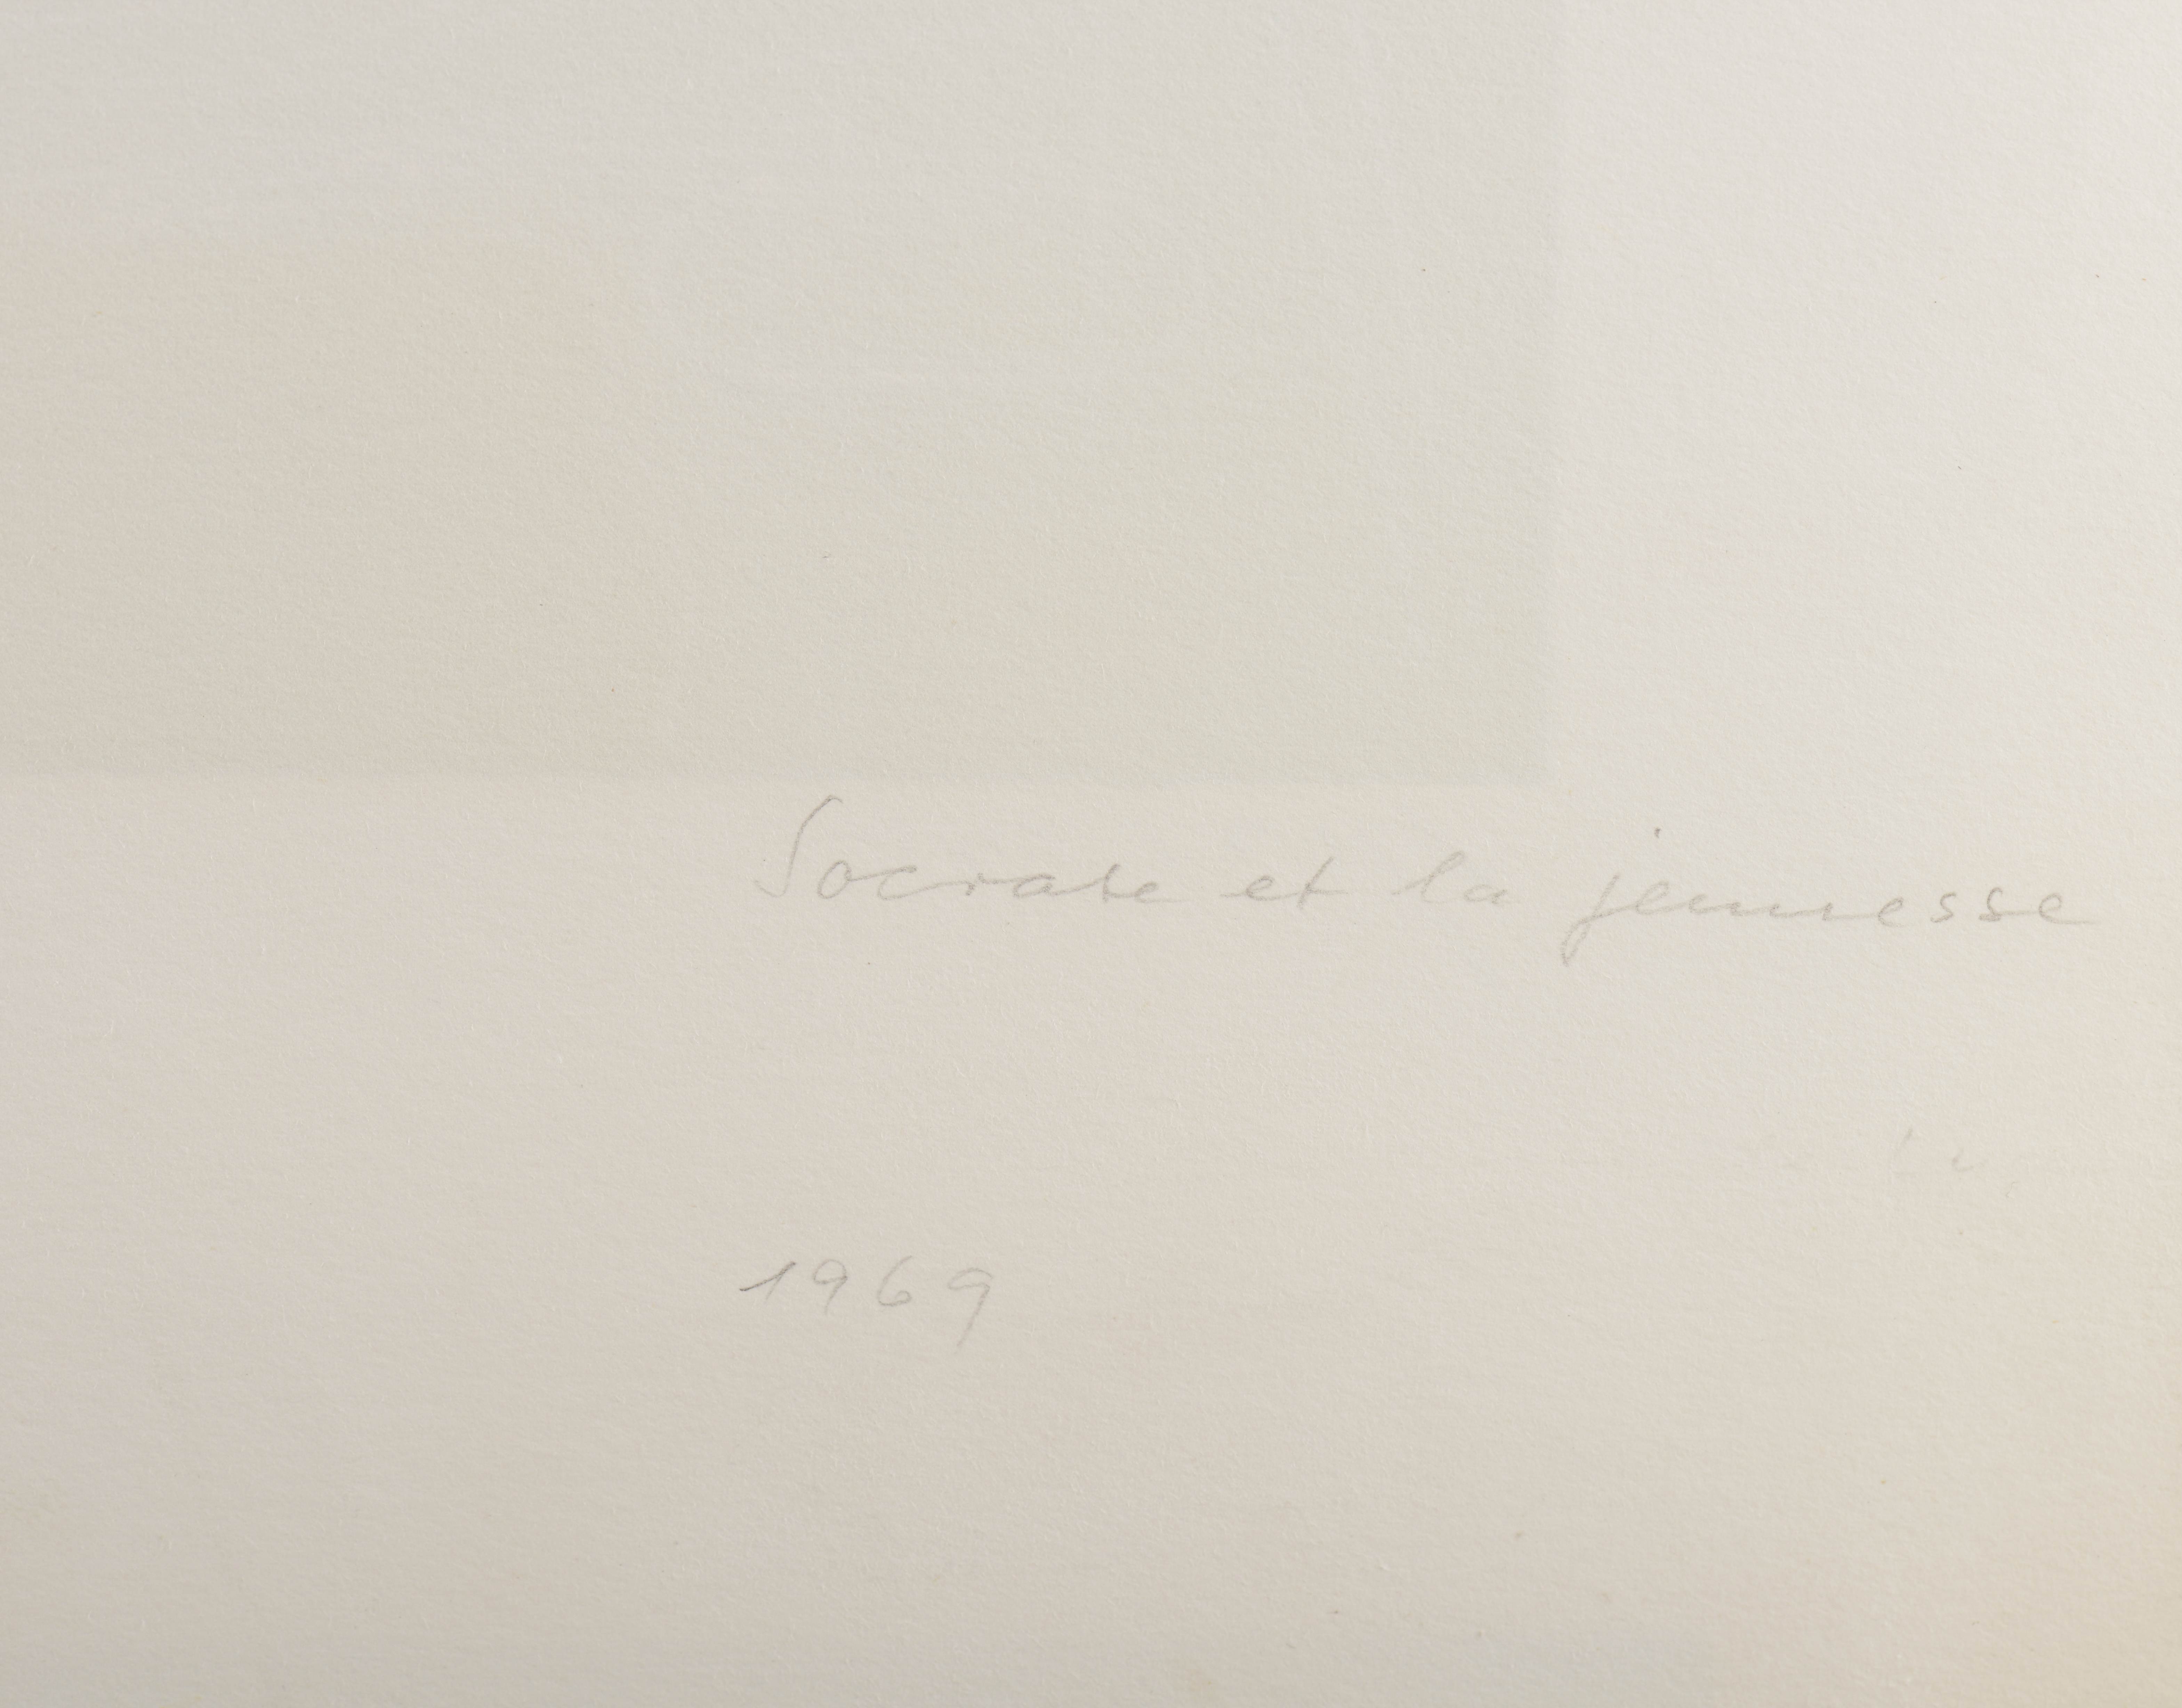 Socrate et la jeunesse
1969